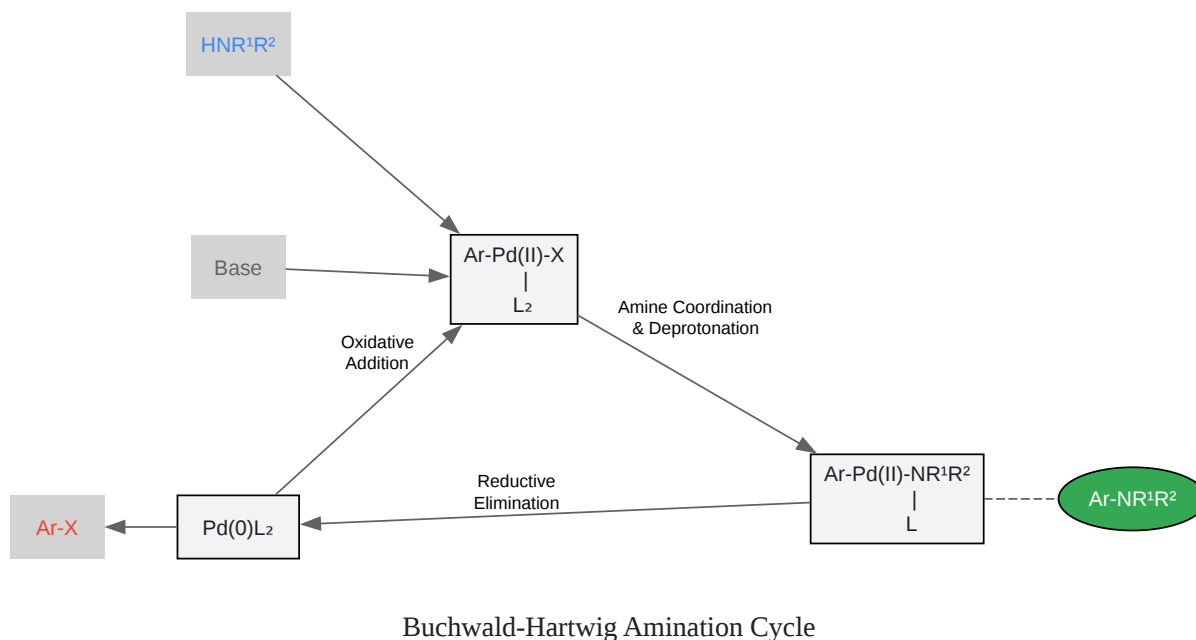 HNR¹R²
Base
Ar-Pd(II)-X
|
L₂
Amine Coordination
& Deprotonation
Oxidative
Addition
Ar-Pd(II)-NR¹R²
|
L
Ar-NR¹R²
Reductive
Elimination
Ar-X
Pd(0)L₂
Buchwald-Hartwig Amination Cycle